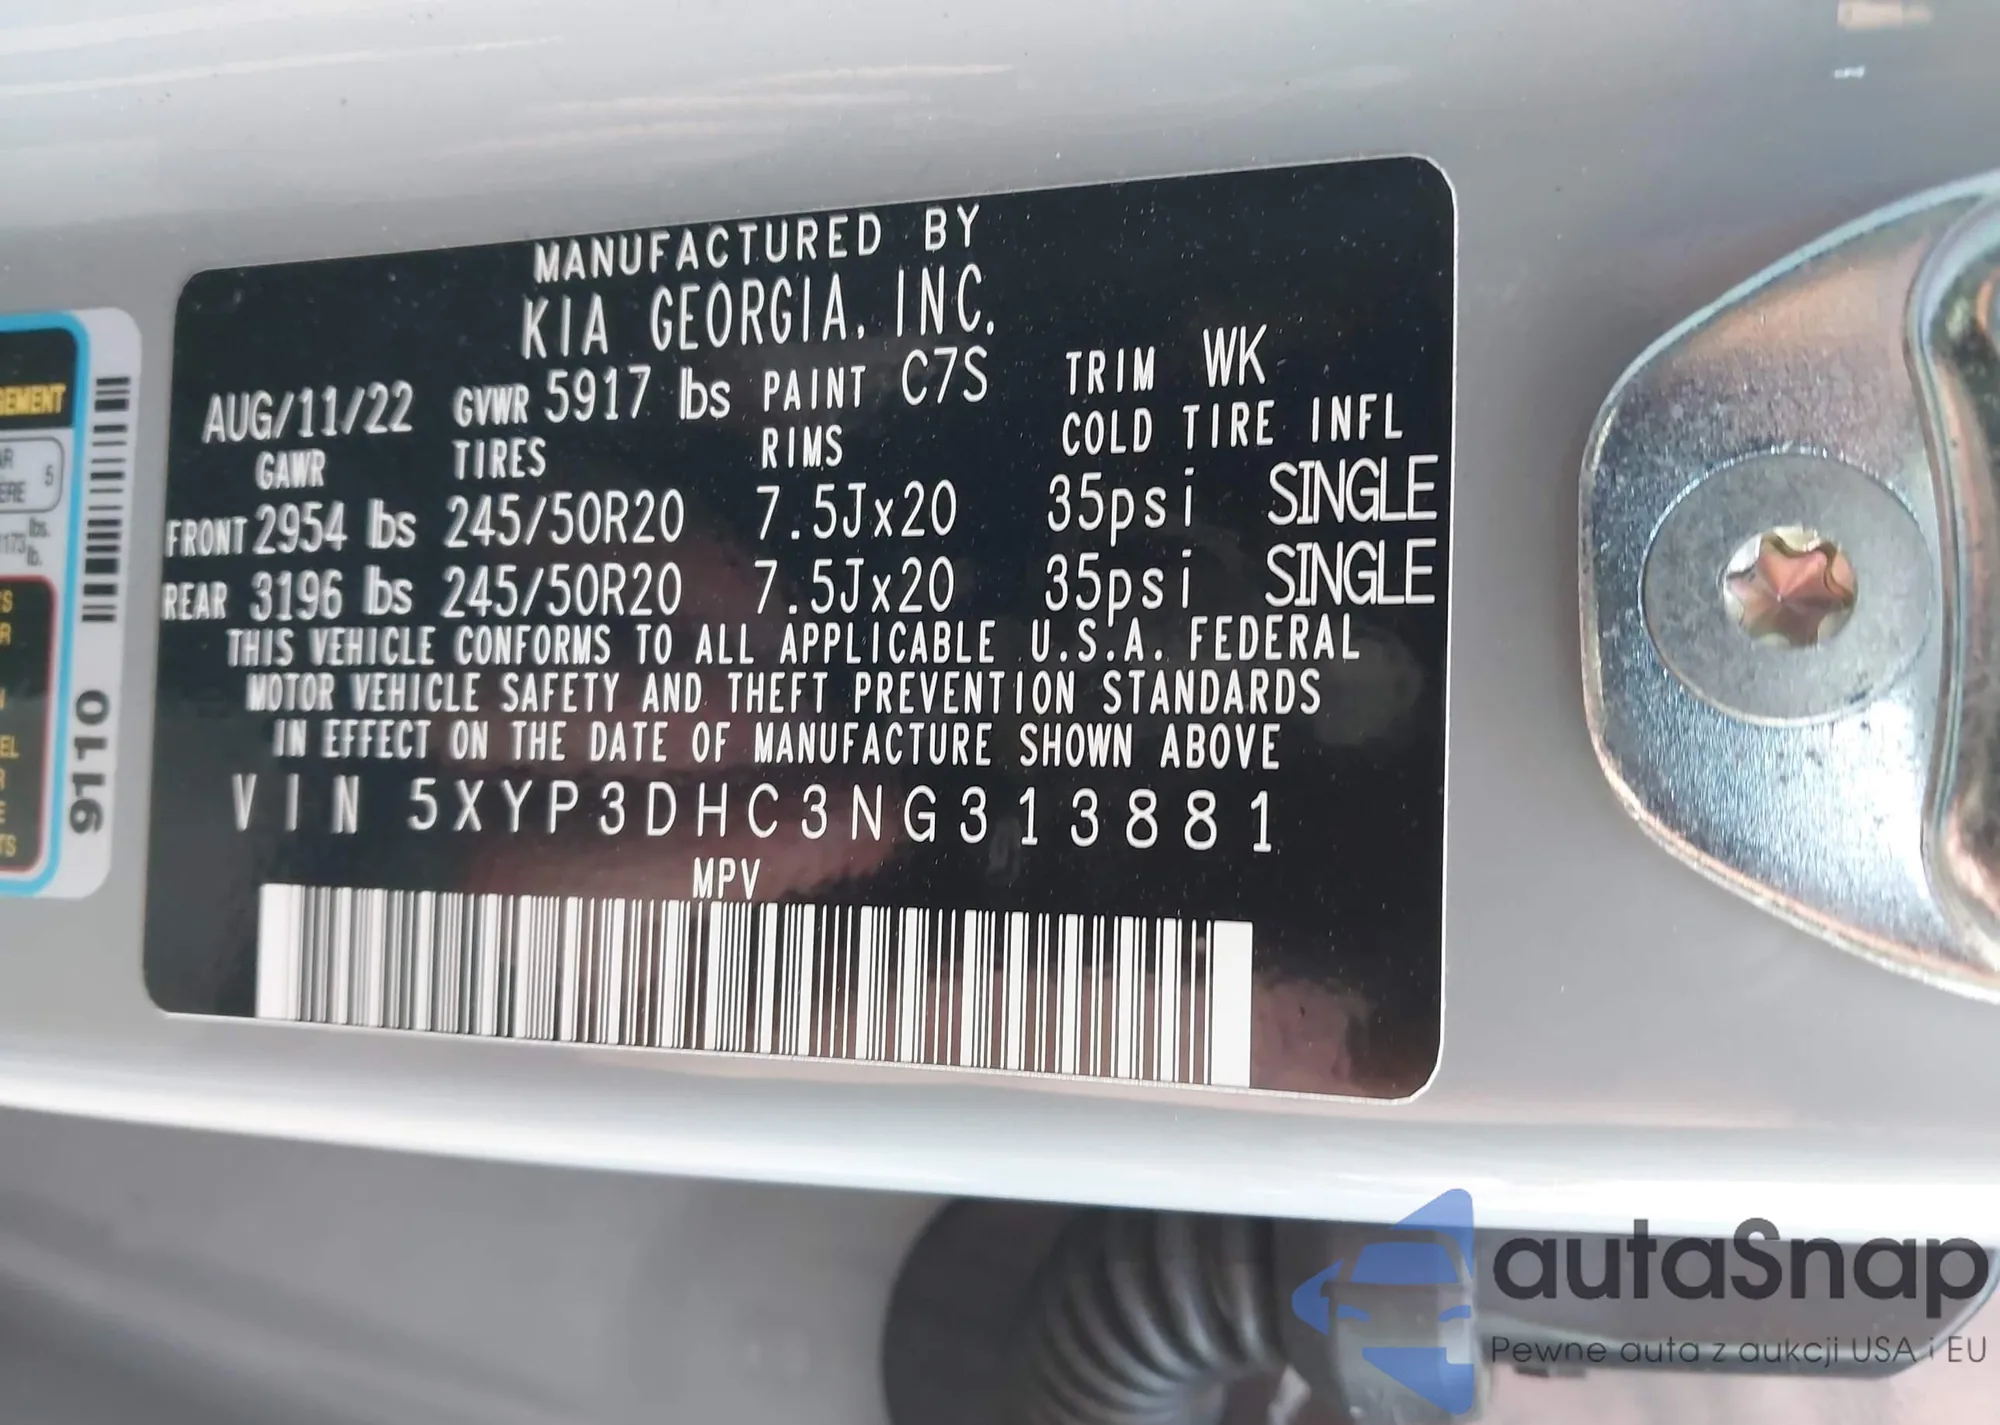 MANUFACTURED BY
KIA GEORGIA, INC.
AUG/11/22 GVWR 5917 lbs PAINT C7S TRIM WK
GAWR TIRES RIMS COLD TIRE INFL
FRONT 2954 lbs 245/50R20 7.5Jx20 35psi SINGLE
REAR 3196 lbs 245/50R20 7.5Jx20 35psi SINGLE
THIS VEHICLE CONFORMS TO ALL APPLICABLE U.S.A. FEDERAL
MOTOR VEHICLE SAFETY AND THEFT PREVENTION STANDARDS
IN EFFECT ON THE DATE OF MANUFACTURE SHOWN ABOVE
VIN 5XYP3DHC3NG313881
MPV
9110
5
lbs.
lb.
autaSnap
Pewne auta z aukcji USA i EU